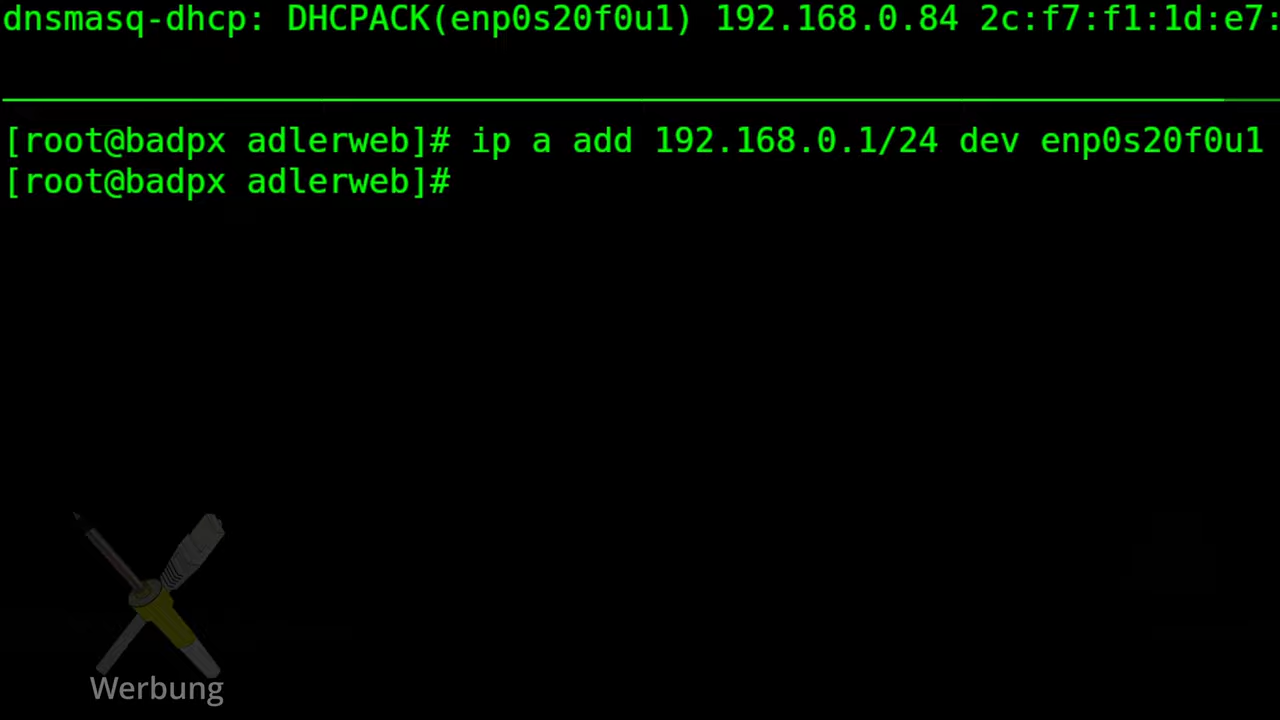 dnsmasq-dhcp: DHCPACK(enp0s20f0u1) 192.168.0.84 2c:f7:f1:1d:e7:
[root@badpx adlerweb]# ip a add 192.168.0.1/24 dev enp0s20f0u1
[root@badpx adlerweb]#
Werbung